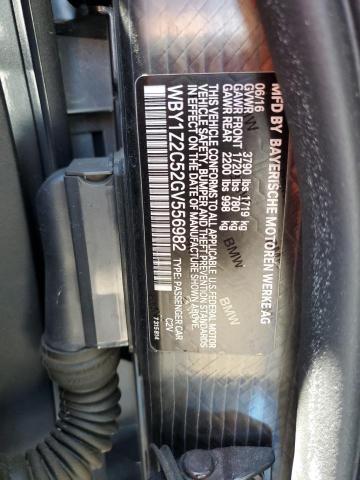 MFD BY BAYERISCHE MOTOREN WERKE AG
06/16
GVWR 3790 lbs 1719 kg
GAWR FRONT 1720 lbs 780 kg
GAWR REAR 2200 lbs 998 kg
THIS VEHICLE CONFORMS TO ALL APPLICABLE U.S. FEDERAL MOTOR
VEHICLE SAFETY, BUMPER AND THEFT PREVENTION STANDARDS
IN EFFECT ON THE DATE OF MANUFACTURE SHOWN ABOVE.
WBY1Z2C52GV556982 TYPE: PASSENGER CAR
C2V
BMW
BMW